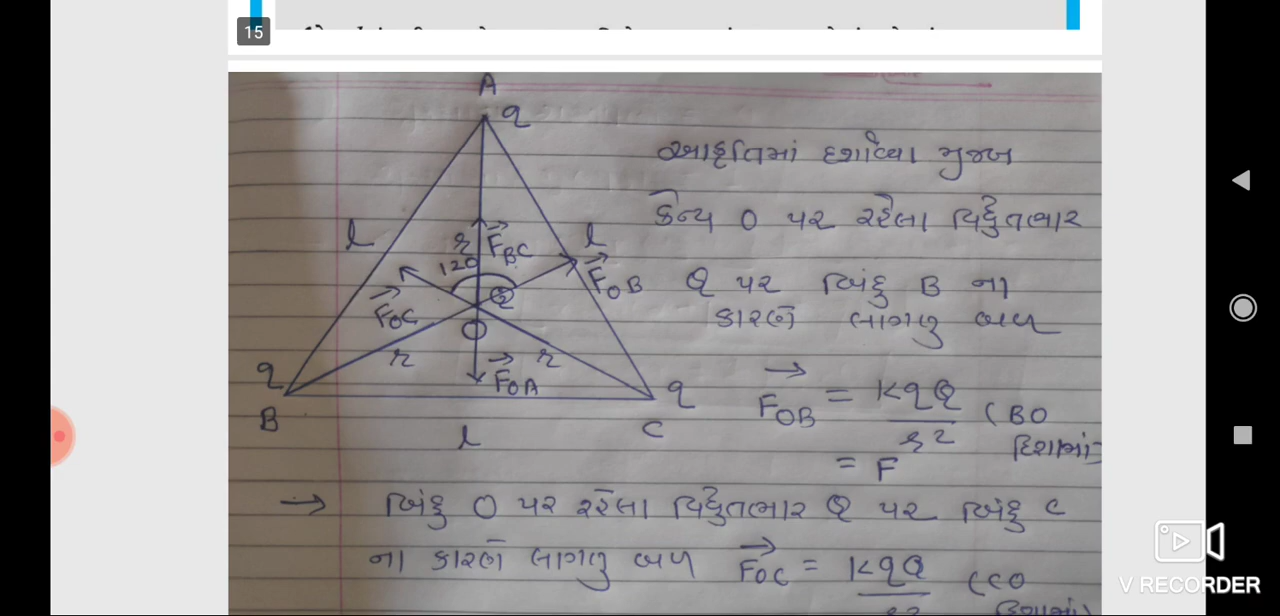 15
A
q
આકૃતિમાં દર્શાવ્યા મુજબ
કેન્દ્ર O પર રહેલા વિદ્યુતભાર
l
r
F⃗BC
l
120
F⃗OB
Q પર બિંદુ B ના
કારણે લાગતુ બળ
F⃗OC
Q
O
r
r
F⃗OA
q
B
q
C
l
F⃗OB = KqQ / r² (BO દિશામાં)
= F
→ બિંદુ O પર રહેલા વિદ્યુતભાર Q પર બિંદુ C
ના કારણે લાગતુ બળ F⃗OC = KqQ (CO
V RECORDER